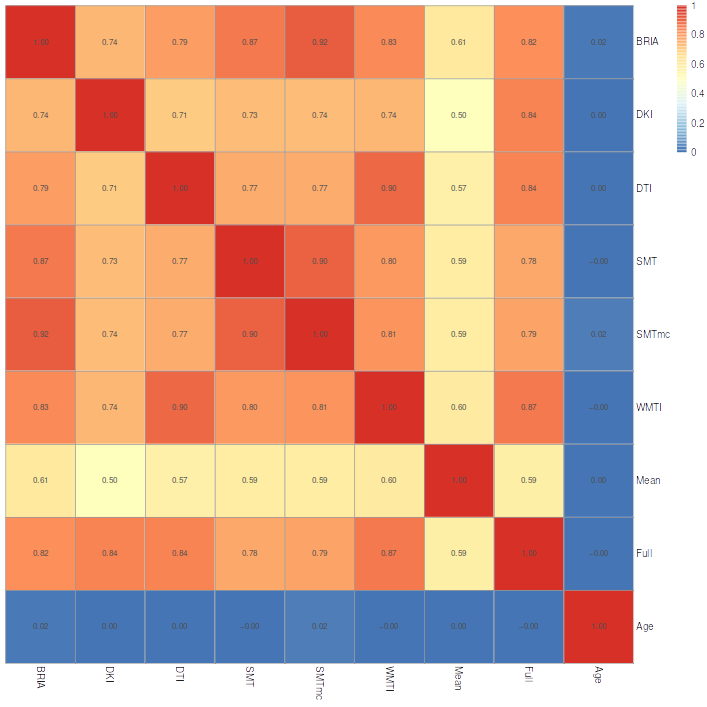 1
0.8
0.6
0.4
0.2
0
1.00 0.74 0.79 0.87 0.92 0.83 0.61 0.82 0.02 BRIA
0.74 1.00 0.71 0.73 0.74 0.74 0.50 0.84 0.00 DKI
0.79 0.71 1.00 0.77 0.77 0.90 0.57 0.84 0.00 DTI
0.87 0.73 0.77 1.00 0.90 0.80 0.59 0.78 −0.00 SMT
0.92 0.74 0.77 0.90 1.00 0.81 0.59 0.79 0.02 SMTmc
0.83 0.74 0.90 0.80 0.81 1.00 0.60 0.87 −0.00 WMTI
0.61 0.50 0.57 0.59 0.59 0.60 1.00 0.59 0.00 Mean
0.82 0.84 0.84 0.78 0.79 0.87 0.59 1.00 −0.00 Full
0.02 0.00 0.00 −0.00 0.02 −0.00 0.00 −0.00 1.00 Age
BRIA DKI DTI SMT SMTmc WMTI Mean Full Age